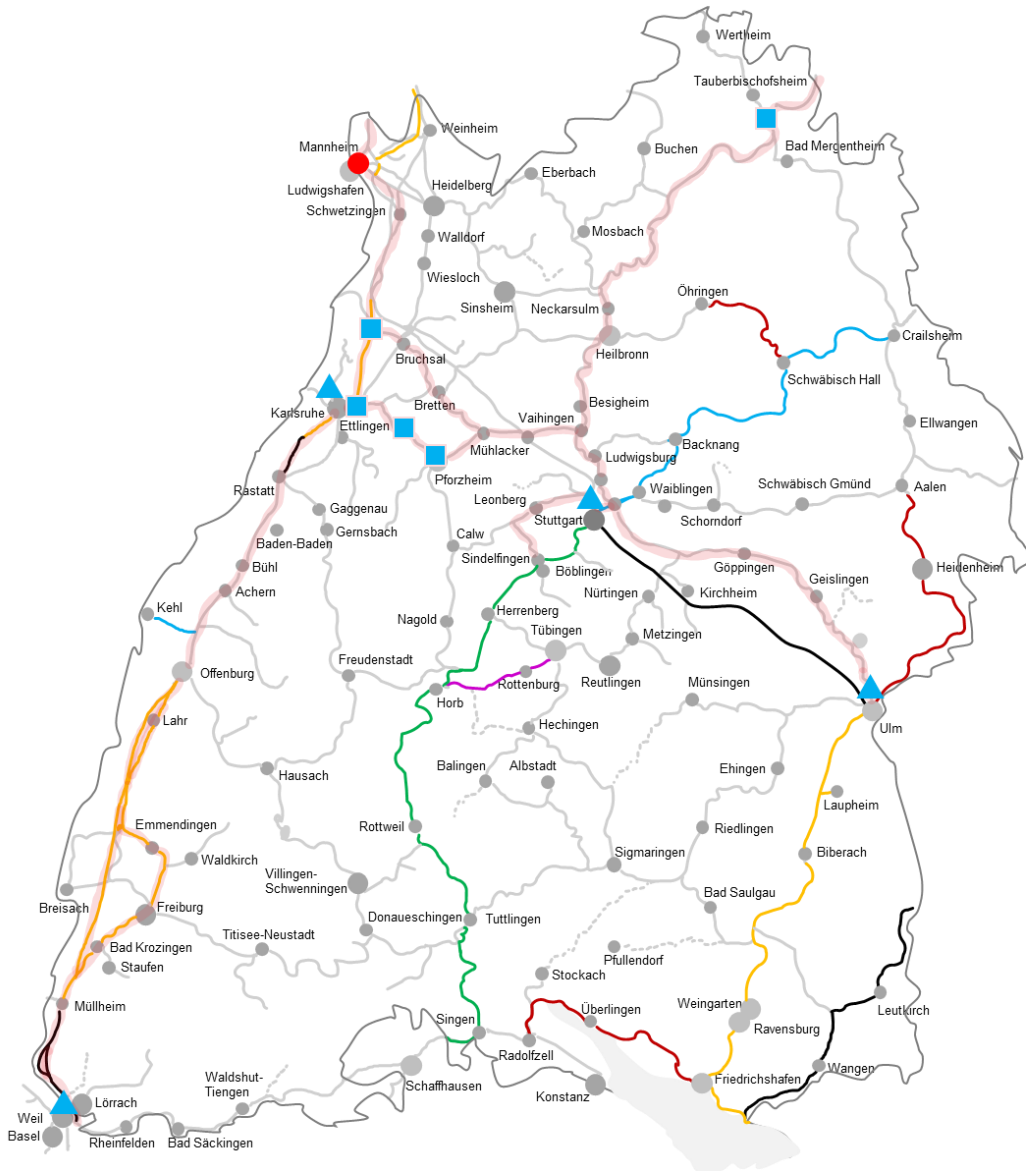 Wertheim
Tauberbischofsheim
Weinheim
Mannheim
Buchen
Bad Mergentheim
Eberbach
Heidelberg
Ludwigshafen
Schwetzingen
Walldorf
Mosbach
Wiesloch
Sinsheim
Neckarsulm
Öhringen
Crailsheim
Bruchsal
Heilbronn
Schwäbisch Hall
Karlsruhe
Bretten
Besigheim
Ettlingen
Vaihingen
Ellwangen
Mühlacker
Backnang
Ludwigsburg
Pforzheim
Rastatt
Leonberg
Waiblingen
Schwäbisch Gmünd
Aalen
Gaggenau
Stuttgart
Schorndorf
Gernsbach
Calw
Baden-Baden
Sindelfingen
Göppingen
Heidenheim
Bühl
Böblingen
Geislingen
Achern
Nürtingen
Kirchheim
Kehl
Herrenberg
Nagold
Tübingen
Metzingen
Freudenstadt
Offenburg
Rottenburg
Reutlingen
Münsingen
Horb
Lahr
Hechingen
Ulm
Hausach
Balingen
Albstadt
Ehingen
Laupheim
Emmendingen
Rottweil
Riedlingen
Waldkirch
Sigmaringen
Biberach
Villingen-
Schwenningen
Bad Saulgau
Breisach
Freiburg
Donaueschingen
Tuttlingen
Titisee-Neustadt
Bad Krozingen
Pfullendorf
Staufen
Stockach
Müllheim
Weingarten
Leutkirch
Singen
Überlingen
Ravensburg
Radolfzell
Wangen
Waldshut-
Tiengen
Schaffhausen
Friedrichshafen
Lörrach
Konstanz
Weil
Basel
Rheinfelden
Bad Säckingen